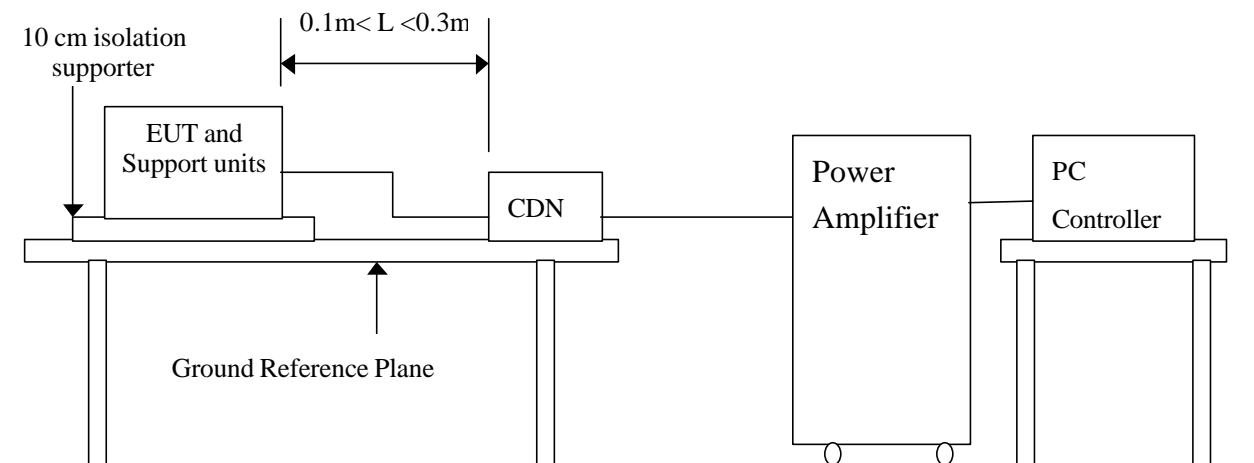 0.1m< L <0.3m
10 cm isolation
supporter
EUT and
Support units
CDN
Power
Amplifier
PC
Controller
Ground Reference Plane